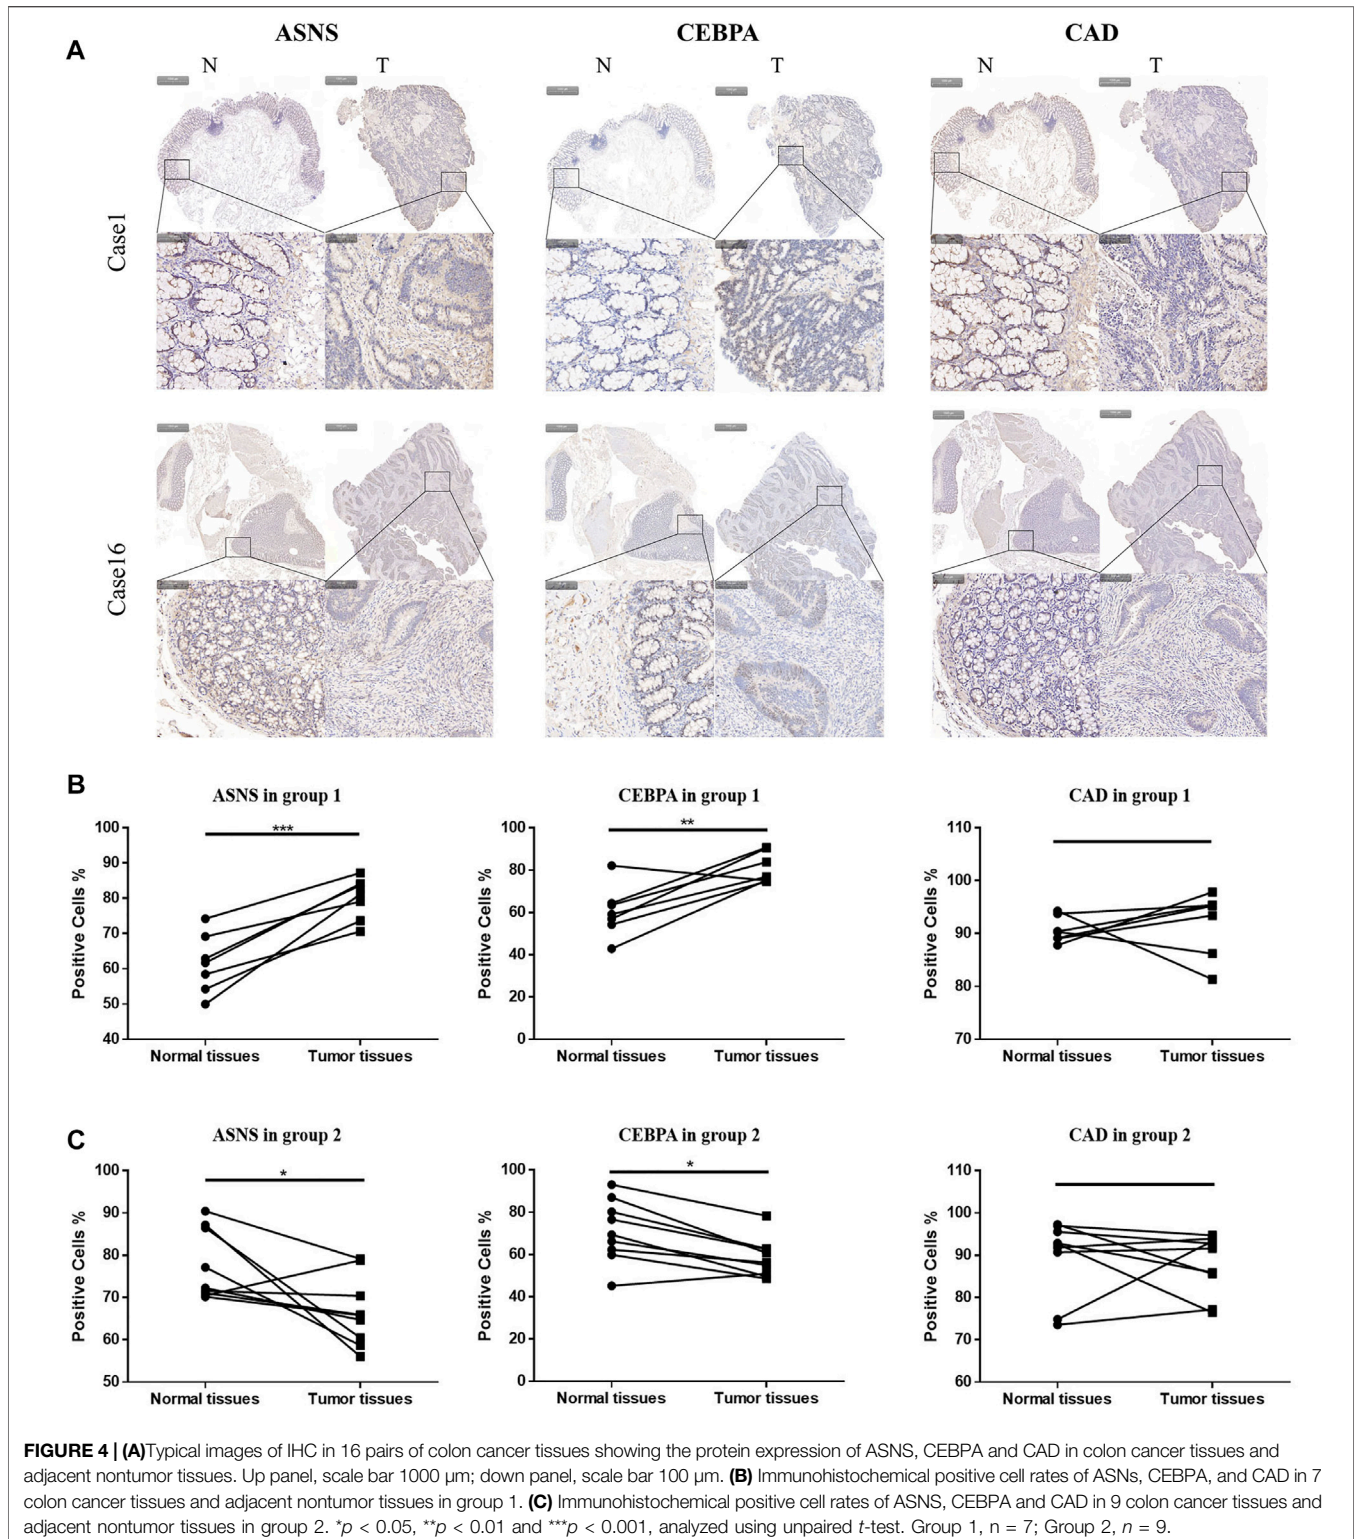 A
ASNS
CEBPA
CAD
N
T
N
T
N
T
Case1
Case16
B
ASNS in group 1
CEBPA in group 1
CAD in group 1
***
**
Positive Cells %
100
90
80
70
60
50
40
Normal tissues
Tumor tissues
Positive Cells %
100
80
60
40
20
0
Normal tissues
Tumor tissues
Positive Cells %
110
100
90
80
70
Normal tissues
Tumor tissues
C
ASNS in group 2
CEBPA in group 2
CAD in group 2
*
*
Positive Cells %
100
90
80
70
60
50
Normal tissues
Tumor tissues
Positive Cells %
100
80
60
40
20
0
Normal tissues
Tumor tissues
Positive Cells %
110
100
90
80
70
60
Normal tissues
Tumor tissues
FIGURE 4 | (A)Typical images of IHC in 16 pairs of colon cancer tissues showing the protein expression of ASNS, CEBPA and CAD in colon cancer tissues and
adjacent nontumor tissues. Up panel, scale bar 1000 µm; down panel, scale bar 100 µm. (B) Immunohistochemical positive cell rates of ASNs, CEBPA, and CAD in 7
colon cancer tissues and adjacent nontumor tissues in group 1. (C) Immunohistochemical positive cell rates of ASNS, CEBPA and CAD in 9 colon cancer tissues and
adjacent nontumor tissues in group 2. *p < 0.05, **p < 0.01 and ***p < 0.001, analyzed using unpaired t-test. Group 1, n = 7; Group 2, n = 9.